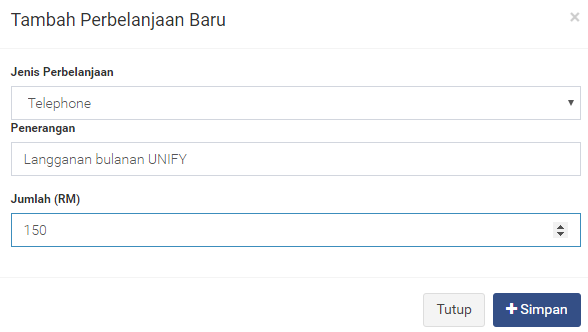 Tambah Perbelanjaan Baru
×
Jenis Perbelanjaan
Telephone
Penerangan
Langganan bulanan UNIFY
Jumlah (RM)
150
Tutup
+ Simpan